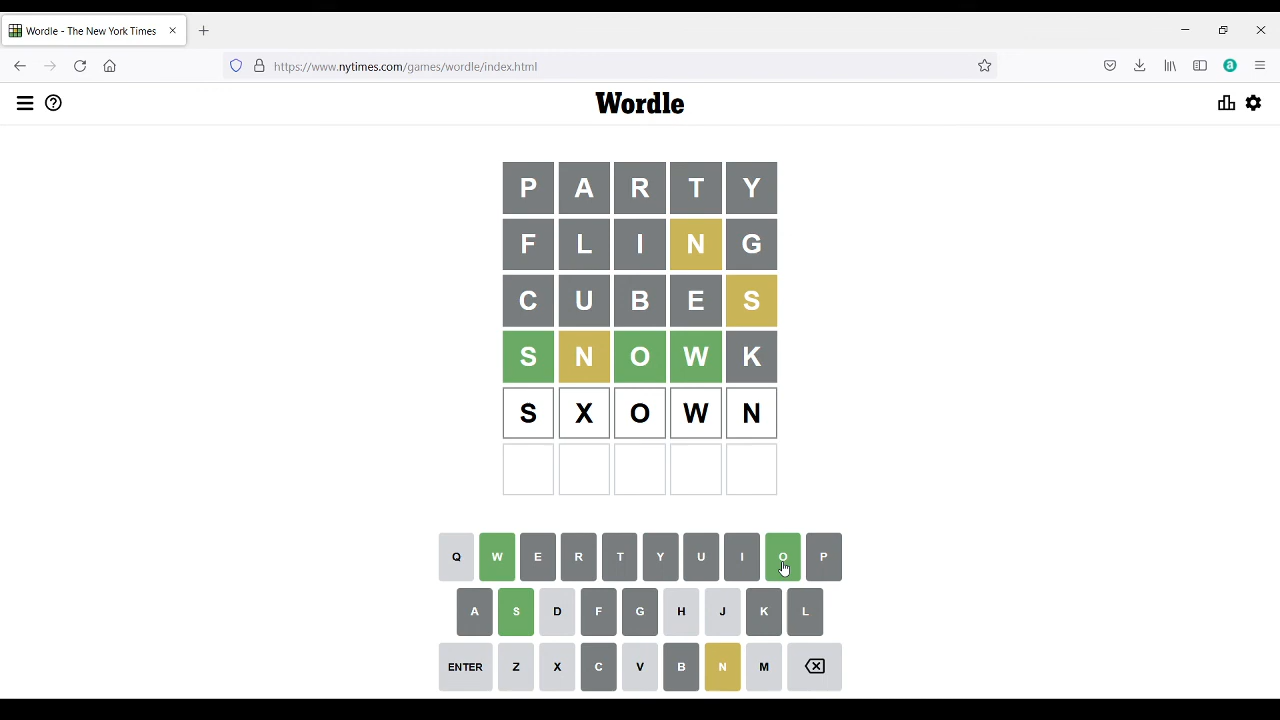 Wordle - The New York Times
https://www.nytimes.com/games/wordle/index.html
a
Wordle
P A R T Y
F L I N G
C U B E S
S N O W K
S X O W N
Q W E R T Y U I O P
A S D F G H J K L
ENTER Z X C V B N M